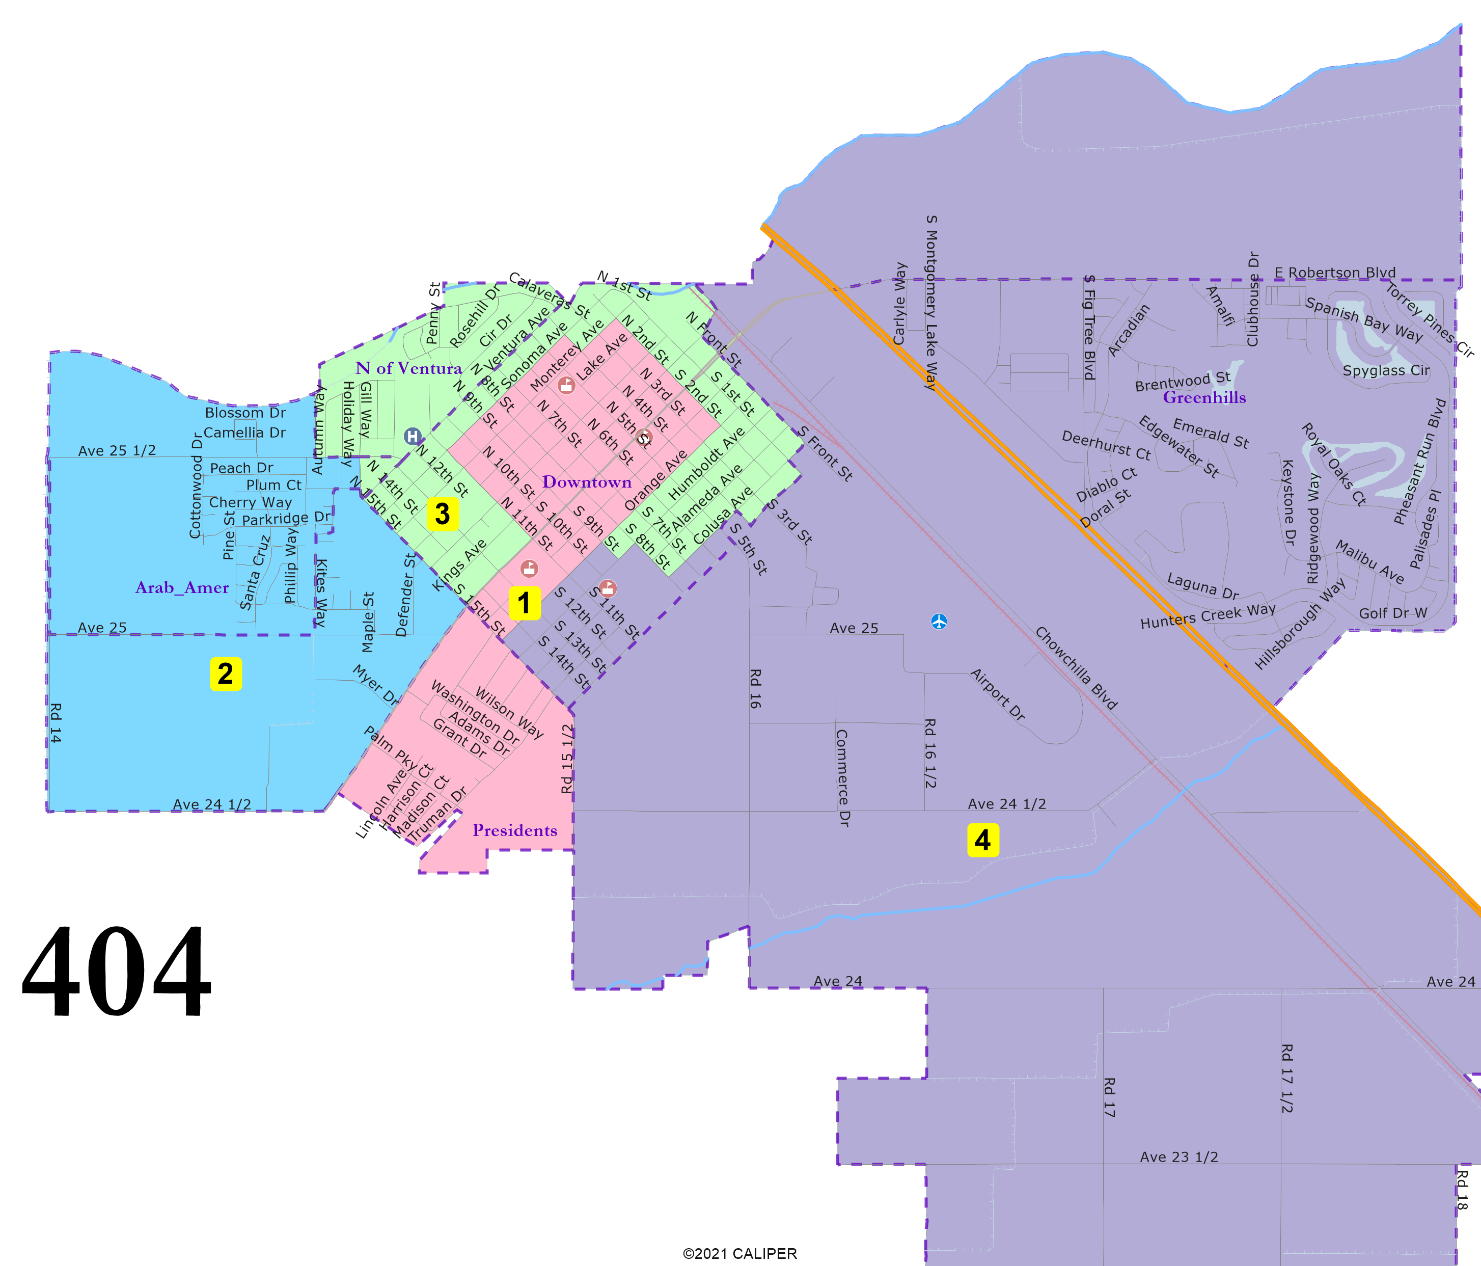 S Montgomery Lake Way
Carlyle Way
S Fig Tree Blvd
Arcadian
Amalfi
Clubhouse Dr
E Robertson Blvd
Spanish Bay Way
Torrey Pines Cir
Spyglass Cir
Brentwood St
Greenhills
Deerhurst Ct
Edgewater St
Emerald St
Diablo Ct
Doral St
Keystone Dr
Ridgewood Way
Royal Oaks Ct
Pheasant Run Blvd
Palisades Pl
Malibu Ave
Laguna Dr
Hunters Creek Way
Hillsborough Way
Golf Dr W
N 1st St
Calaveras St
Penny St
Rosehill Dr
Cir Dr
N Ventura Ave
Sonoma Ave
Monterey Ave
Lake Ave
N 2nd St
N Front St
N of Ventura
N 8th St
N 9th St
N 3rd St
S 2nd St
S 1st St
N 4th St
N 5th St
N 6th St
N 7th St
Autumn Way
Holiday Way
Gill Way
H
Blossom Dr
Camellia Dr
Ave 25 1/2
Cottonwood Dr
Peach Dr
Plum Ct
Cherry Way
Parkridge Dr
Pine St
Santa Cruz
Phillip Way
Kites Way
Arab_Amer
Maple St
Defender St
Ave 25
2
Myer Dr
Rd 14
Ave 24 1/2
N 12th St
N 14th St
N 15th St
3
N 10th St
N 11th St
S 10th St
S 9th St
Downtown
Orange Ave
Humboldt Ave
Alameda Ave
Colusa Ave
S 7th St
S 8th St
S Front St
S 3rd St
S 5th St
Kings Ave
S 15th St
1
S 11th St
S 12th St
S 13th St
S 14th St
Wilson Way
Washington Dr
Adams Dr
Grant Dr
Palm Pky
Lincoln Ave
Harrison Ct
Madison Ct
Truman Dr
Presidents
Rd 15 1/2
Rd 16
Ave 25
Airport Dr
Chowchilla Blvd
Commerce Dr
Rd 16 1/2
Ave 24 1/2
4
404
Ave 24
Ave 24
Rd 17
Rd 17 1/2
Ave 23 1/2
Rd 18
©2021 CALIPER